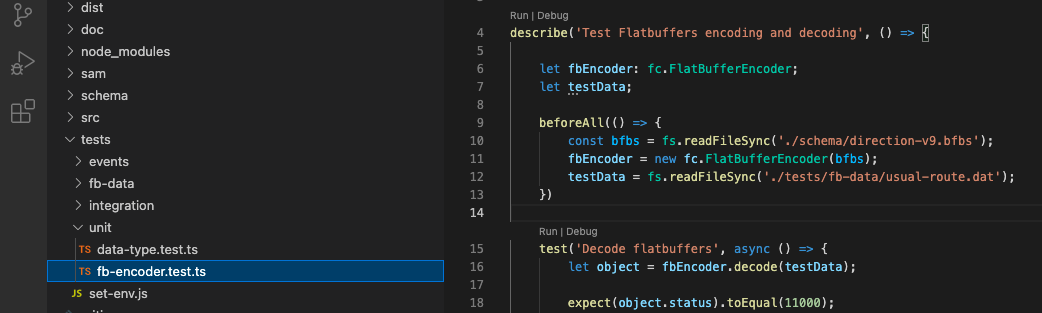 dist
doc
node_modules
sam
schema
src
tests
events
fb-data
integration
unit
TS data-type.test.ts
TS fb-encoder.test.ts
JS set-env.js
Run | Debug
4 describe('Test Flatbuffers encoding and decoding', () => {
5
6 let fbEncoder: fc.FlatBufferEncoder;
7 let testData;
8
9 beforeAll(() => {
10 const bfbs = fs.readFileSync('./schema/direction-v9.bfbs');
11 fbEncoder = new fc.FlatBufferEncoder(bfbs);
12 testData = fs.readFileSync('./tests/fb-data/usual-route.dat');
13 })
14
Run | Debug
15 test('Decode flatbuffers', async () => {
16 let object = fbEncoder.decode(testData);
17
18 expect(object.status).toEqual(11000);